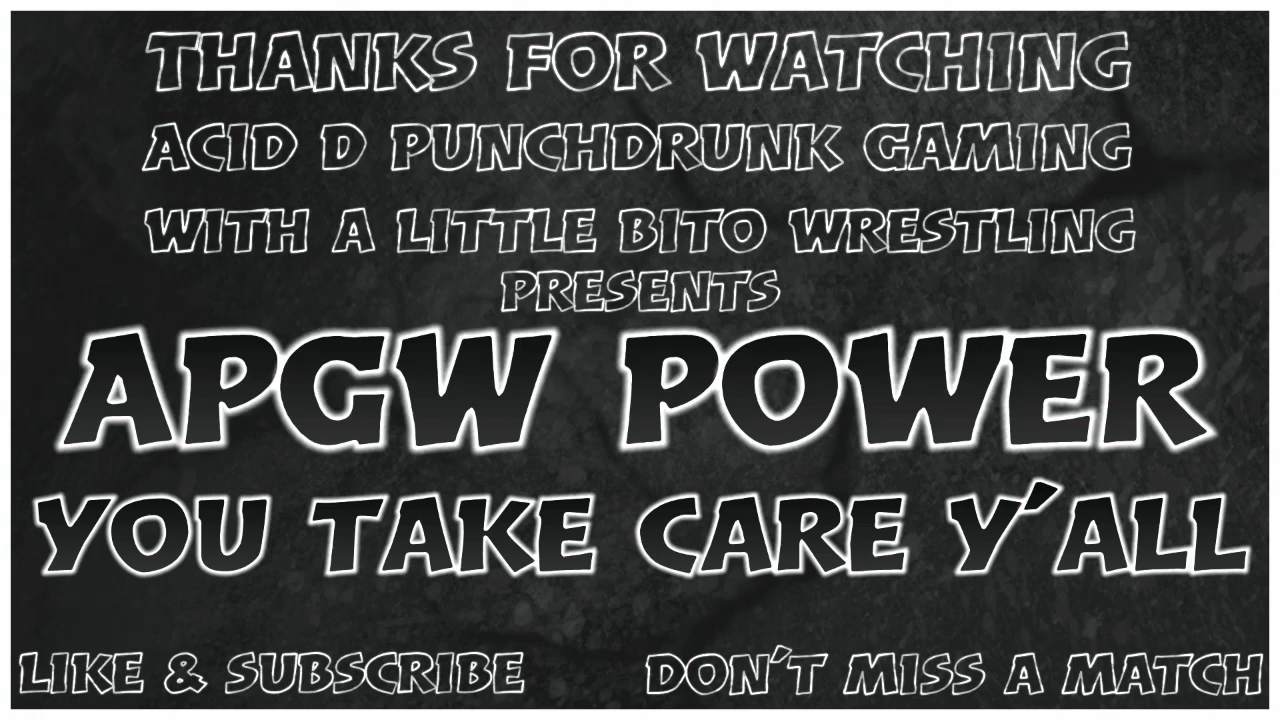 THANKS FOR WATCHING
ACID D PUNCHDRUNK GAMING
WITH A LITTLE BITO WRESTLING
PRESENTS
APGW POWER
YOU TAKE CARE Y'ALL
LIKE & SUBSCRIBE
DON'T MISS A MATCH